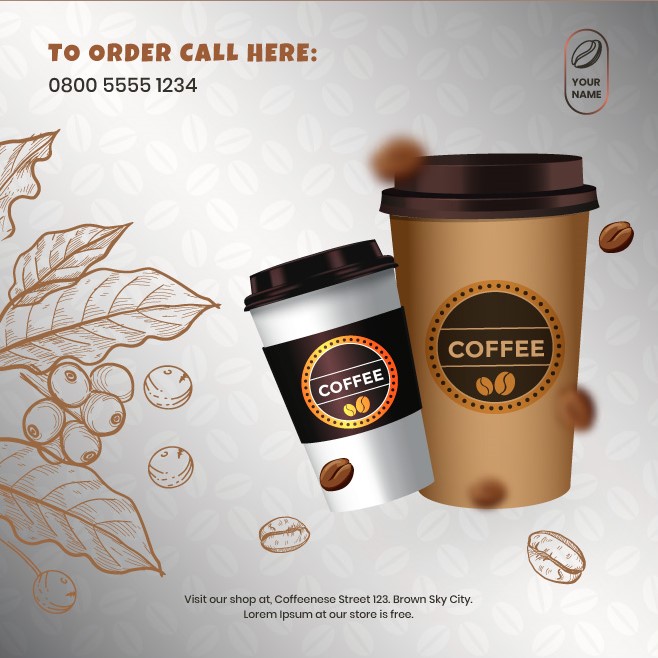 TO ORDER CALL HERE:
0800 5555 1234
YOUR
NAME
COFFEE
COFFEE
Visit our shop at, Coffeenese Street 123. Brown Sky City.
Lorem Ipsum at our store is free.